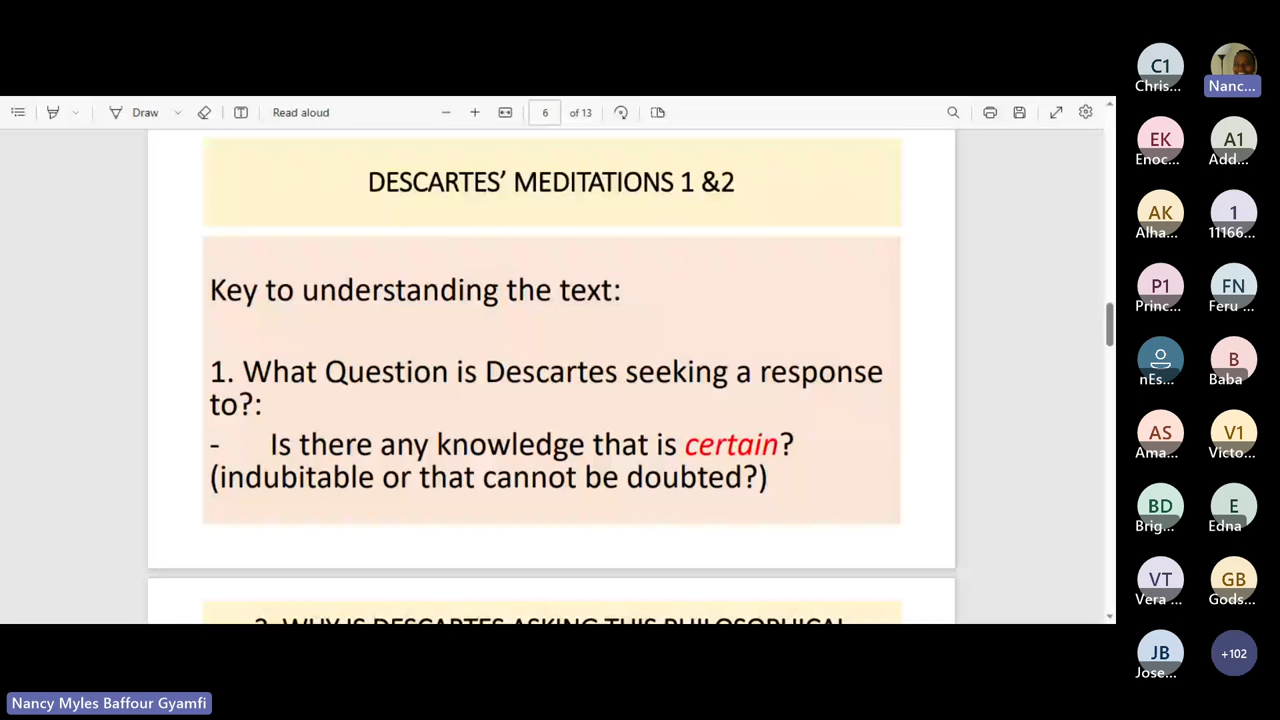 Draw
Read aloud
6
of 13
DESCARTES' MEDITATIONS 1 &2
Key to understanding the text:
1. What Question is Descartes seeking a response
to?:
- Is there any knowledge that is certain?
(indubitable or that cannot be doubted?)
2. WHY IS DESCARTES ASKING THIS PHILOSOPHICAL
C1
Chris...
Nanc...
EK
Enoc...
A1
Add...
AK
Alha...
1
11166...
P1
Princ...
FN
Feru ...
nEs...
B
Baba
AS
Ama...
V1
Victo...
BD
Brig...
E
Edna
VT
Vera ...
GB
Gods...
JB
Jose...
+102
Nancy Myles Baffour Gyamfi